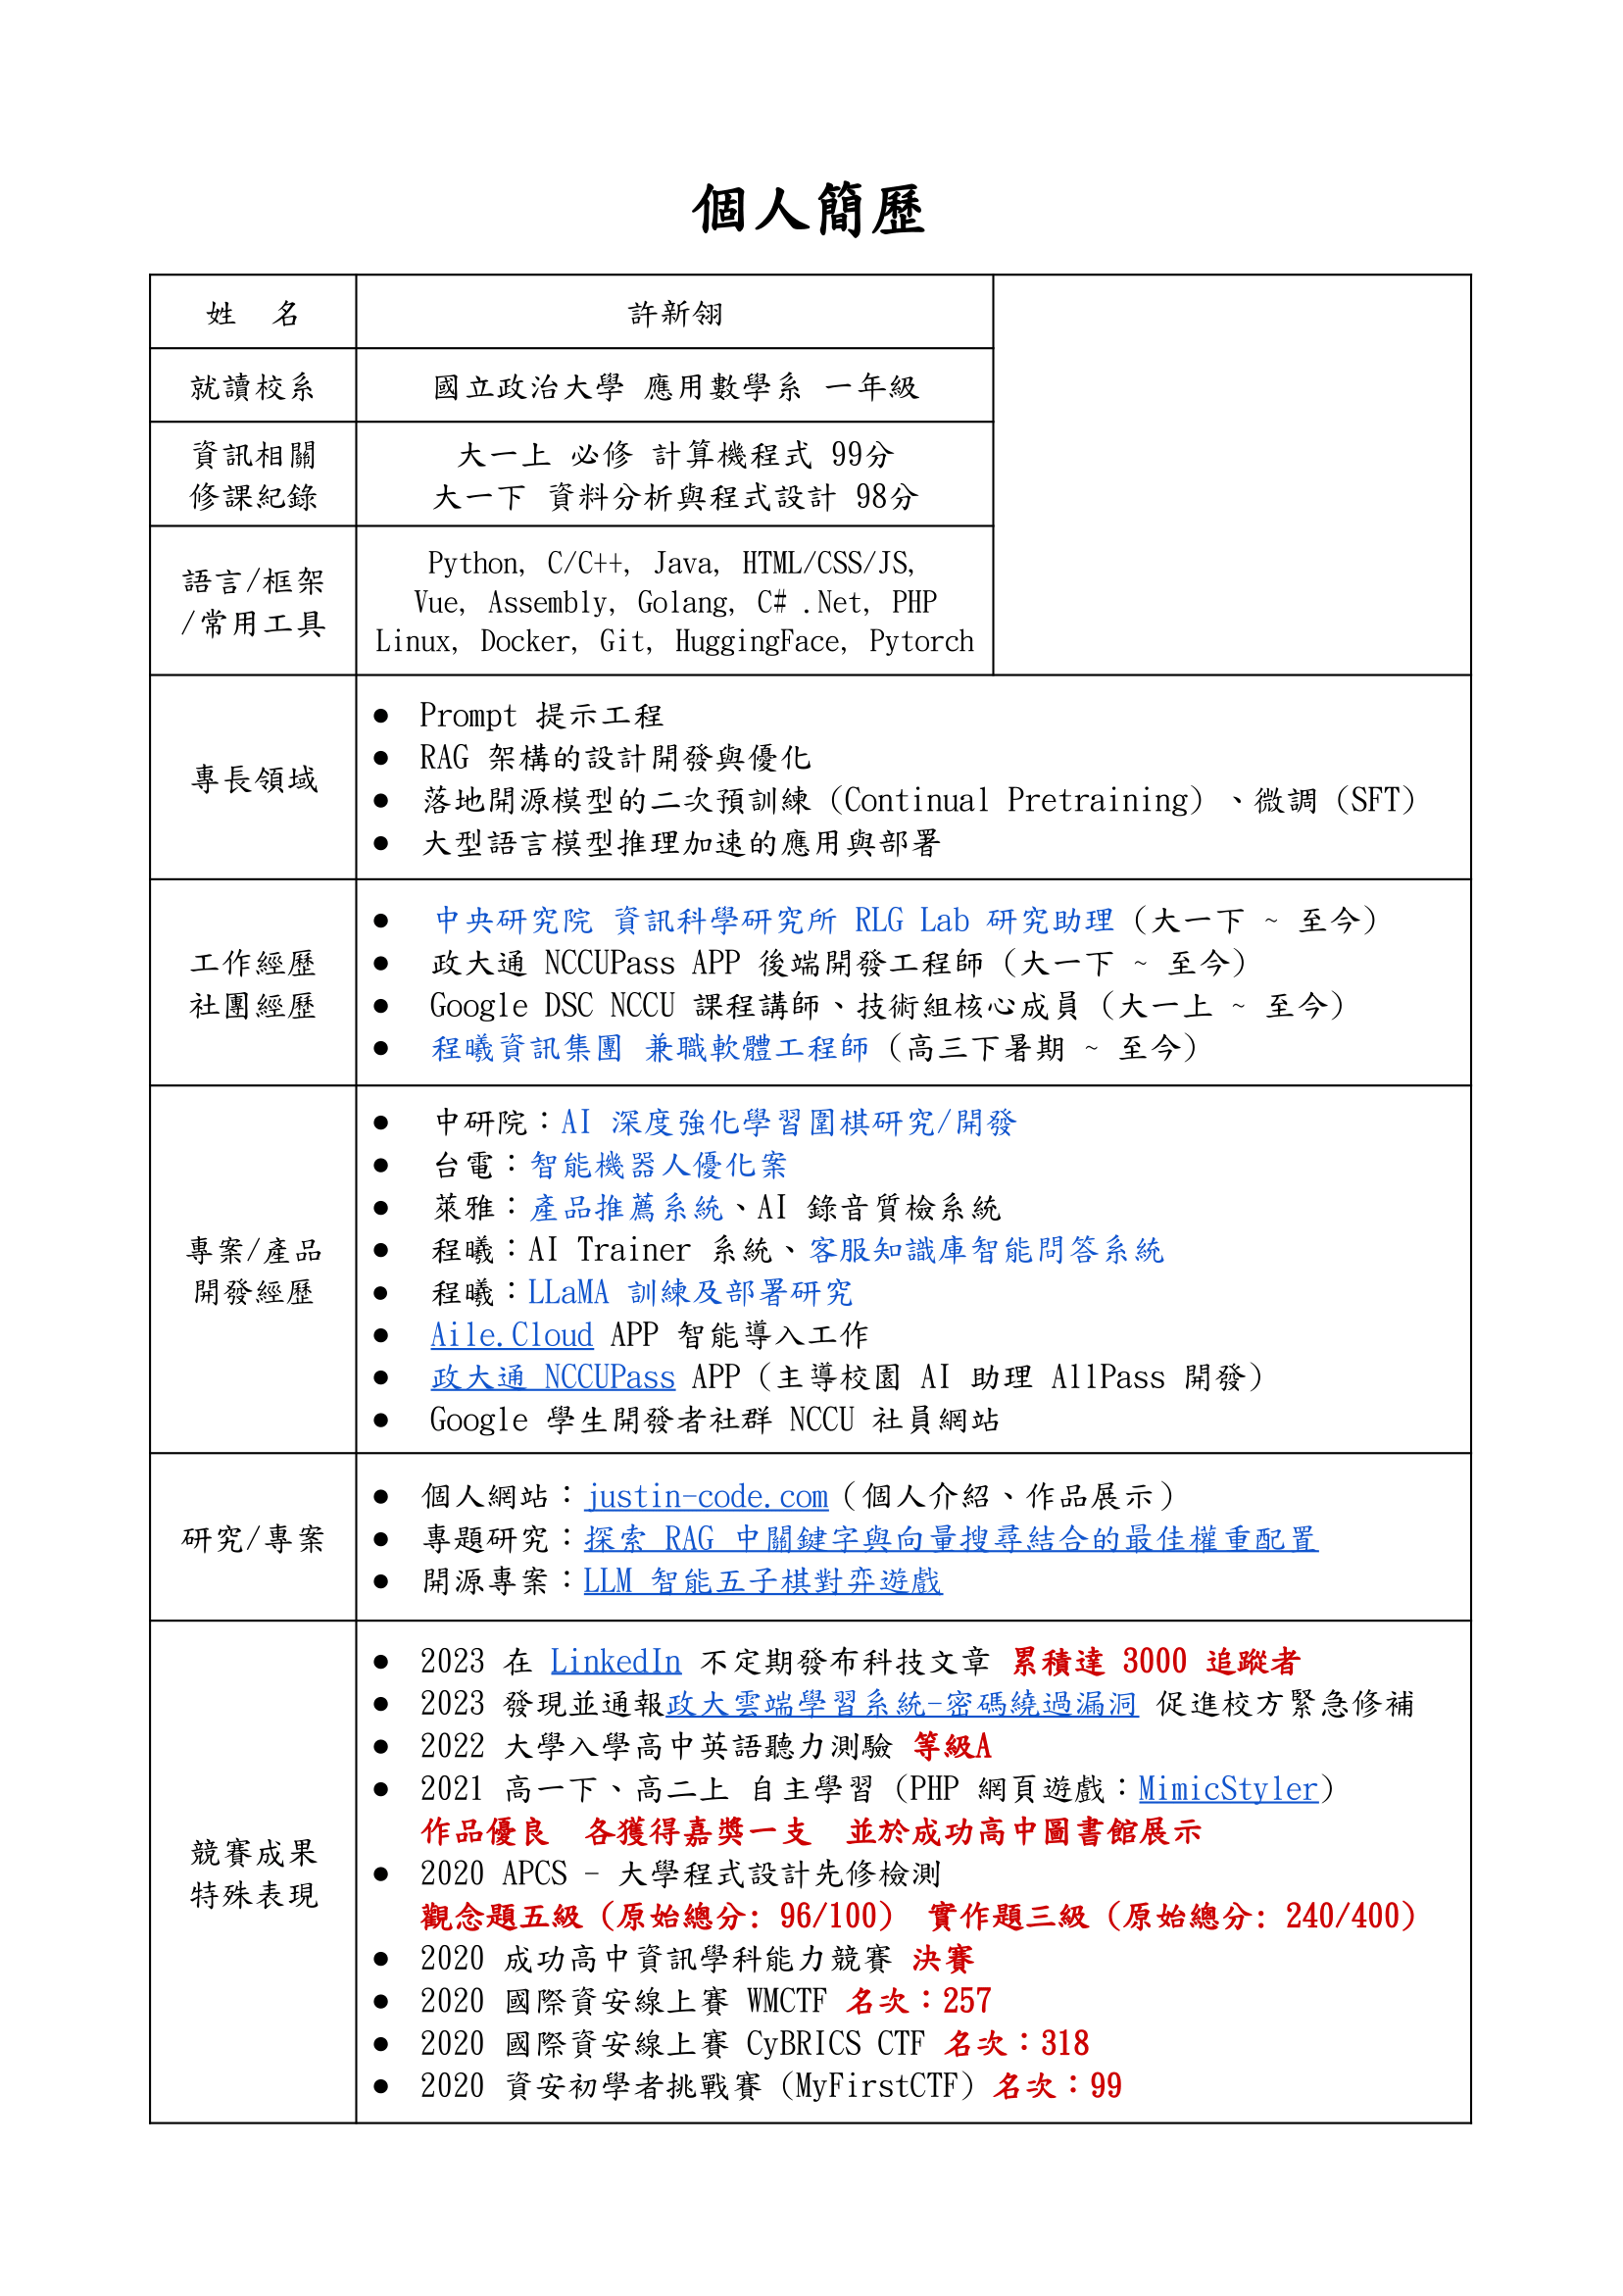 個人簡歷
姓　名
許新翎
就讀校系
國立政治大學 應用數學系 一年級
資訊相關
修課紀錄
大一上 必修 計算機程式 99分
大一下 資料分析與程式設計 98分
語言/框架
/常用工具
Python, C/C++, Java, HTML/CSS/JS,
Vue, Assembly, Golang, C# .Net, PHP
Linux, Docker, Git, HuggingFace, Pytorch
專長領域
● Prompt 提示工程
● RAG 架構的設計開發與優化
● 落地開源模型的二次預訓練（Continual Pretraining）、微調（SFT）
● 大型語言模型推理加速的應用與部署
工作經歷
社團經歷
● 中央研究院 資訊科學研究所 RLG Lab 研究助理（大一下 ~ 至今）
● 政大通 NCCUPass APP 後端開發工程師（大一下 ~ 至今）
● Google DSC NCCU 課程講師、技術組核心成員（大一上 ~ 至今）
● 程曦資訊集團 兼職軟體工程師（高三下暑期 ~ 至今）
專案/產品
開發經歷
● 中研院：AI 深度強化學習圍棋研究/開發
● 台電：智能機器人優化案
● 萊雅：產品推薦系統、AI 錄音質檢系統
● 程曦：AI Trainer 系統、客服知識庫智能問答系統
● 程曦：LLaMA 訓練及部署研究
● Aile.Cloud APP 智能導入工作
● 政大通 NCCUPass APP（主導校園 AI 助理 AllPass 開發）
● Google 學生開發者社群 NCCU 社員網站
研究/專案
● 個人網站：justin-code.com（個人介紹、作品展示）
● 專題研究：探索 RAG 中關鍵字與向量搜尋結合的最佳權重配置
● 開源專案：LLM 智能五子棋對弈遊戲
競賽成果
特殊表現
● 2023 在 LinkedIn 不定期發布科技文章 累積達 3000 追蹤者
● 2023 發現並通報政大雲端學習系統-密碼繞過漏洞 促進校方緊急修補
● 2022 大學入學高中英語聽力測驗 等級A
● 2021 高一下、高二上 自主學習（PHP 網頁遊戲：MimicStyler）
作品優良　各獲得嘉獎一支　並於成功高中圖書館展示
● 2020 APCS - 大學程式設計先修檢測
觀念題五級（原始總分: 96/100） 實作題三級（原始總分: 240/400）
● 2020 成功高中資訊學科能力競賽 決賽
● 2020 國際資安線上賽 WMCTF 名次：257
● 2020 國際資安線上賽 CyBRICS CTF 名次：318
● 2020 資安初學者挑戰賽（MyFirstCTF）名次：99